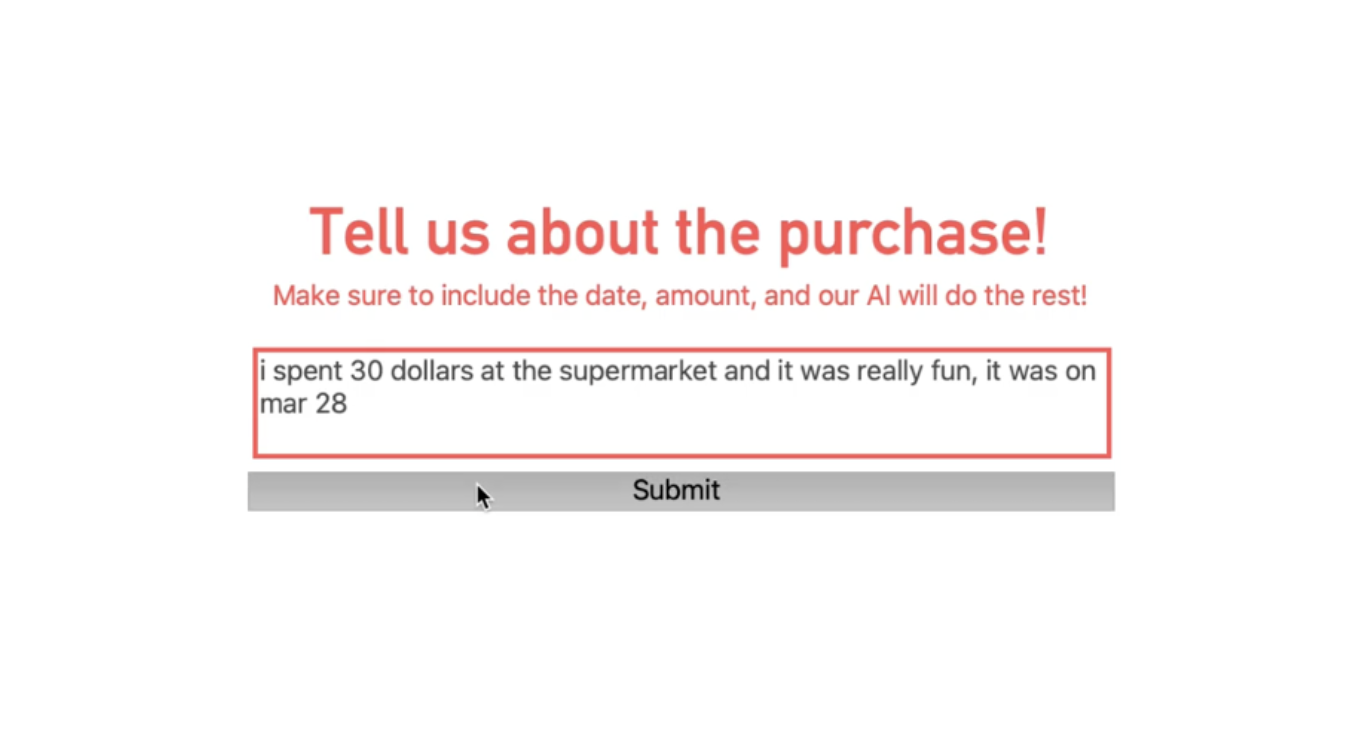 Tell us about the purchase!
Make sure to include the date, amount, and our AI will do the rest!
i spent 30 dollars at the supermarket and it was really fun, it was on
mar 28
Submit